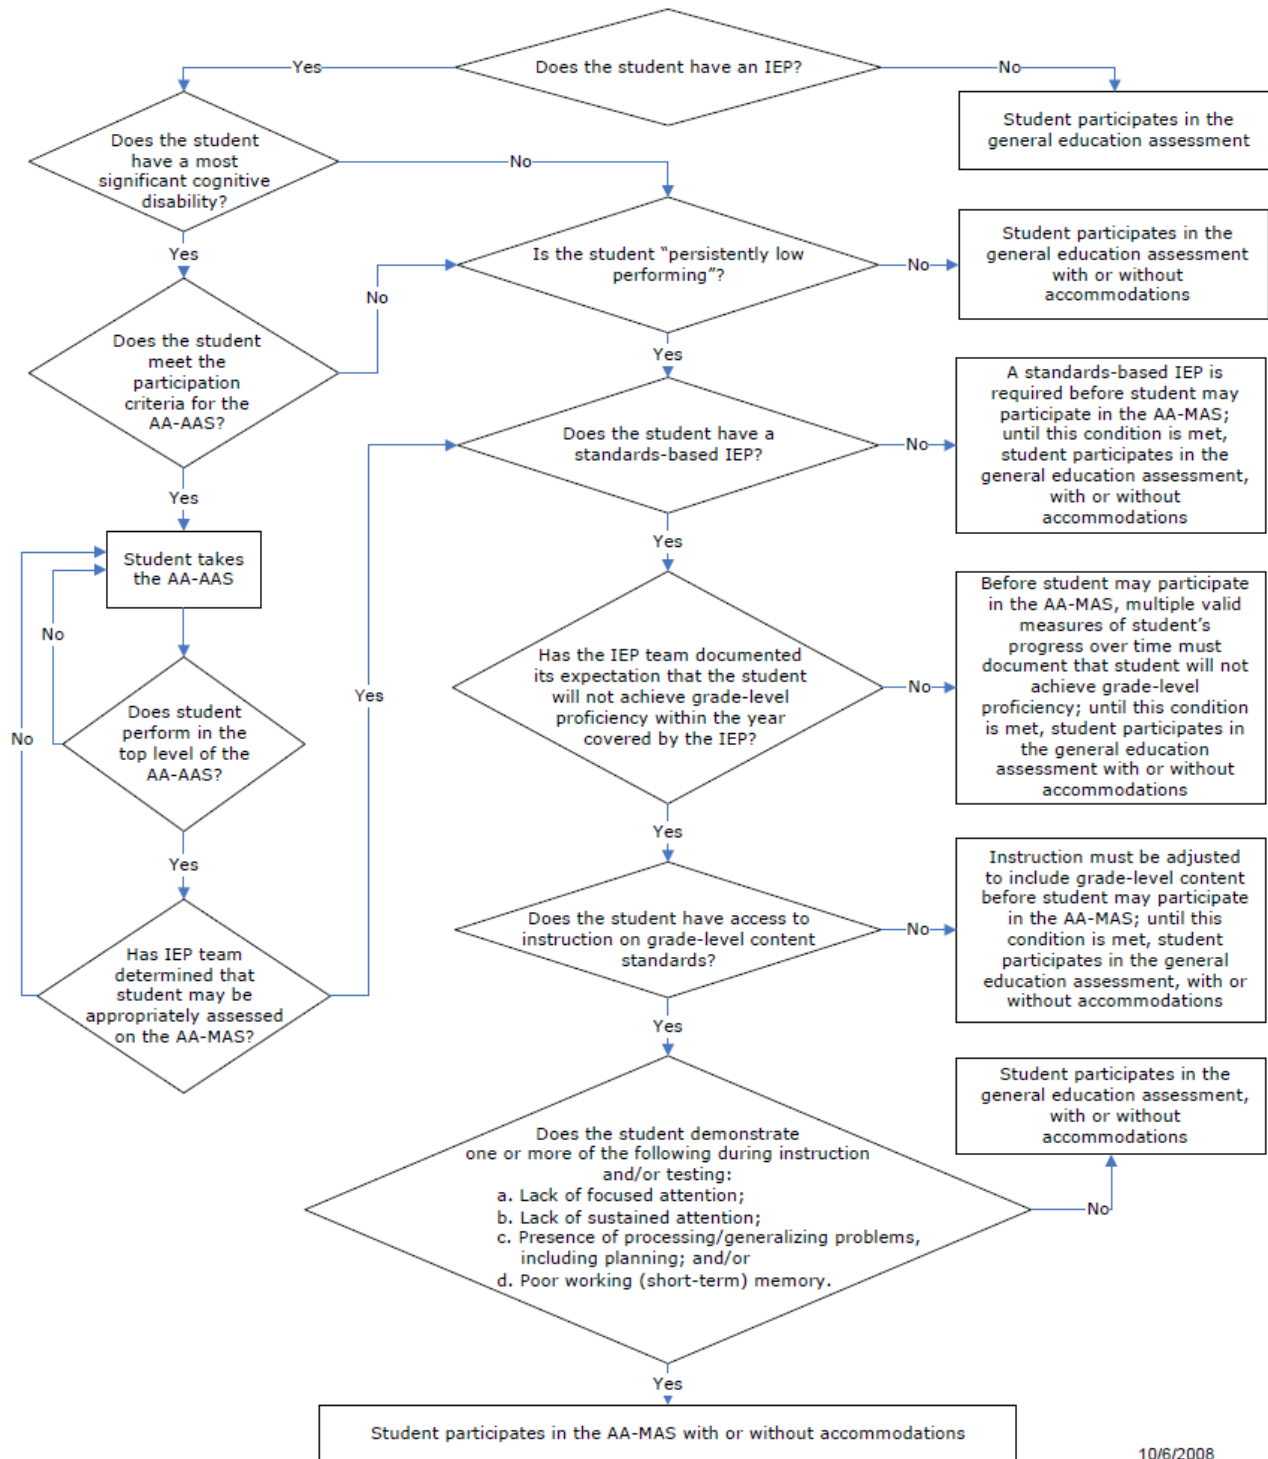 Does the student have an IEP?
Yes
No
Student participates in the
general education assessment
Does the student
have a most
significant cognitive
disability?
No
Yes
Is the student “persistently low
performing”?
No
Student participates in the
general education assessment
with or without
accommodations
No
Yes
Does the student
meet the
participation
criteria for the
AA-AAS?
Yes
Does the student have a
standards-based IEP?
No
A standards-based IEP is
required before student may
participate in the AA-MAS;
until this condition is met,
student participates in the
general education assessment,
with or without
accommodations
Yes
Student takes
the AA-AAS
No
Does student
perform in the
top level of the
AA-AAS?
Yes
No
Yes
Has IEP team
determined that
student may be
appropriately assessed
on the AA-MAS?
Has the IEP team documented
its expectation that the student
will not achieve grade-level
proficiency within the year
covered by the IEP?
No
Before student may participate
in the AA-MAS, multiple valid
measures of student’s
progress over time must
document that student will not
achieve grade-level
proficiency; until this condition
is met, student participates in
the general education
assessment with or without
accommodations
Yes
Does the student have access to
instruction on grade-level content
standards?
No
Instruction must be adjusted
to include grade-level content
before student may participate
in the AA-MAS; until this
condition is met, student
participates in the general
education assessment, with or
without accommodations
Yes
Does the student demonstrate
one or more of the following during instruction
and/or testing:
a. Lack of focused attention;
b. Lack of sustained attention;
c. Presence of processing/generalizing problems,
including planning; and/or
d. Poor working (short-term) memory.
No
Student participates in the
general education assessment,
with or without
accommodations
Yes
Student participates in the AA-MAS with or without accommodations
10/6/2008